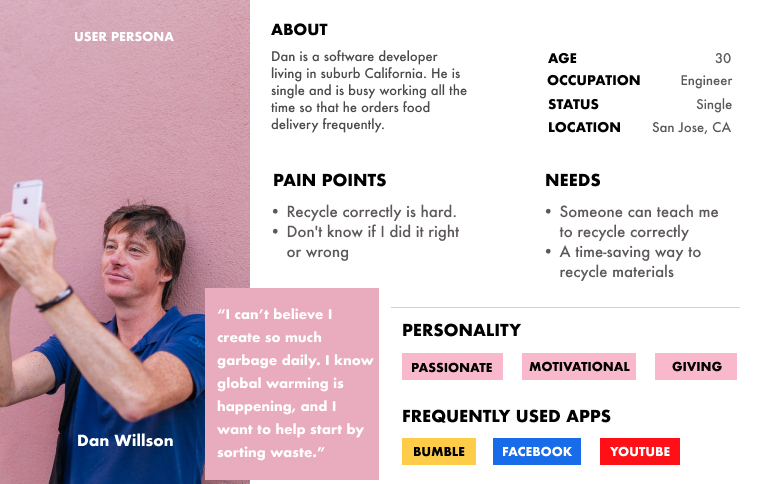 USER PERSONA
Dan Willson
“I can’t believe I
create so much
garbage daily. I know
global warming is
happening, and I
want to help start by
sorting waste.”
ABOUT
Dan is a software developer
living in suburb California. He is
single and is busy working all the
time so that he orders food
delivery frequently.
AGE 30
OCCUPATION Engineer
STATUS Single
LOCATION San Jose, CA
PAIN POINTS
• Recycle correctly is hard.
• Don't know if I did it right
or wrong
NEEDS
• Someone can teach me
to recycle correctly
• A time-saving way to
recycle materials
PERSONALITY
PASSIONATE MOTIVATIONAL GIVING
FREQUENTLY USED APPS
BUMBLE FACEBOOK YOUTUBE